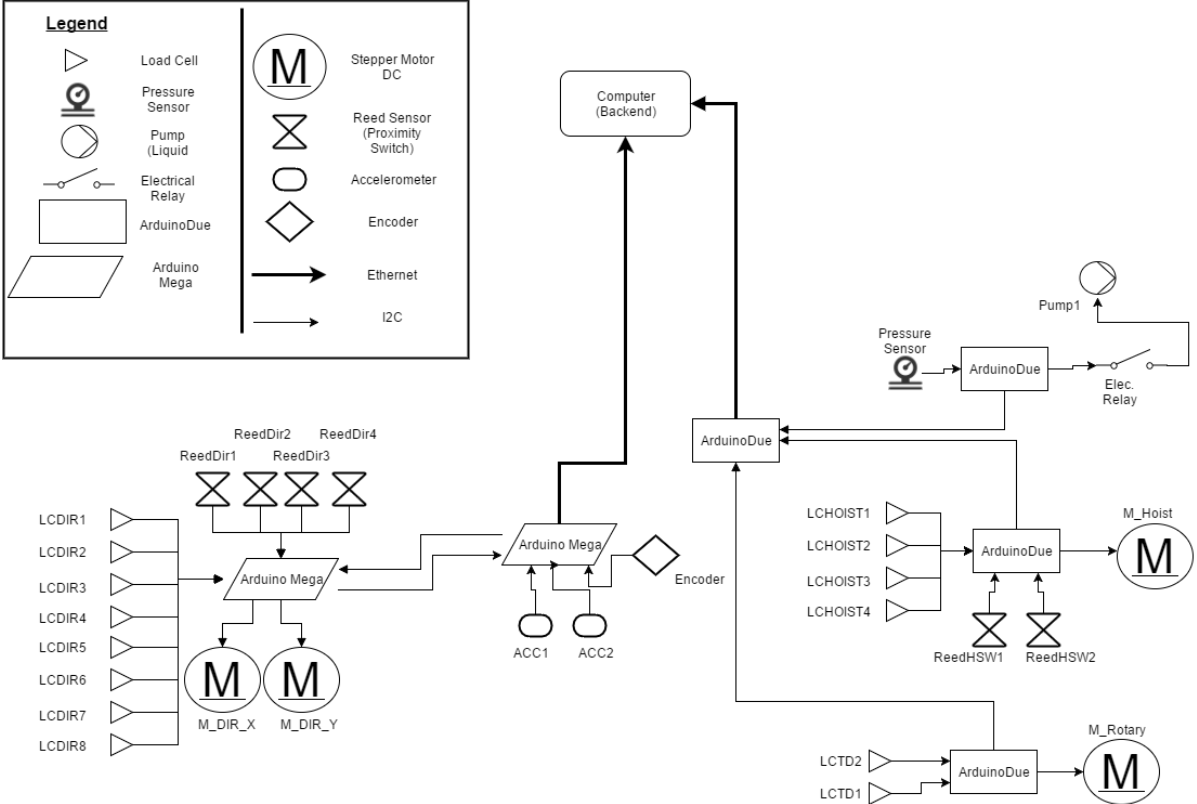 Legend
Load Cell
Pressure
Sensor
Pump
(Liquid
Electrical
Relay
ArduinoDue
Arduino
Mega
M
Stepper Motor
DC
Reed Sensor
(Proximity
Switch)
Accelerometer
Encoder
Ethernet
I2C
Computer
(Backend)
Pump1
Pressure
Sensor
ArduinoDue
Elec.
Relay
ArduinoDue
ReedDir2
ReedDir4
ReedDir1
ReedDir3
LCDIR1
LCDIR2
LCDIR3
LCDIR4
LCDIR5
LCDIR6
LCDIR7
LCDIR8
Arduino Mega
M
M
M_DIR_X
M_DIR_Y
Arduino Mega
Encoder
ACC1
ACC2
LCHOIST1
LCHOIST2
LCHOIST3
LCHOIST4
ArduinoDue
M_Hoist
M
ReedHSW1
ReedHSW2
M_Rotary
LCTD2
LCTD1
ArduinoDue
M